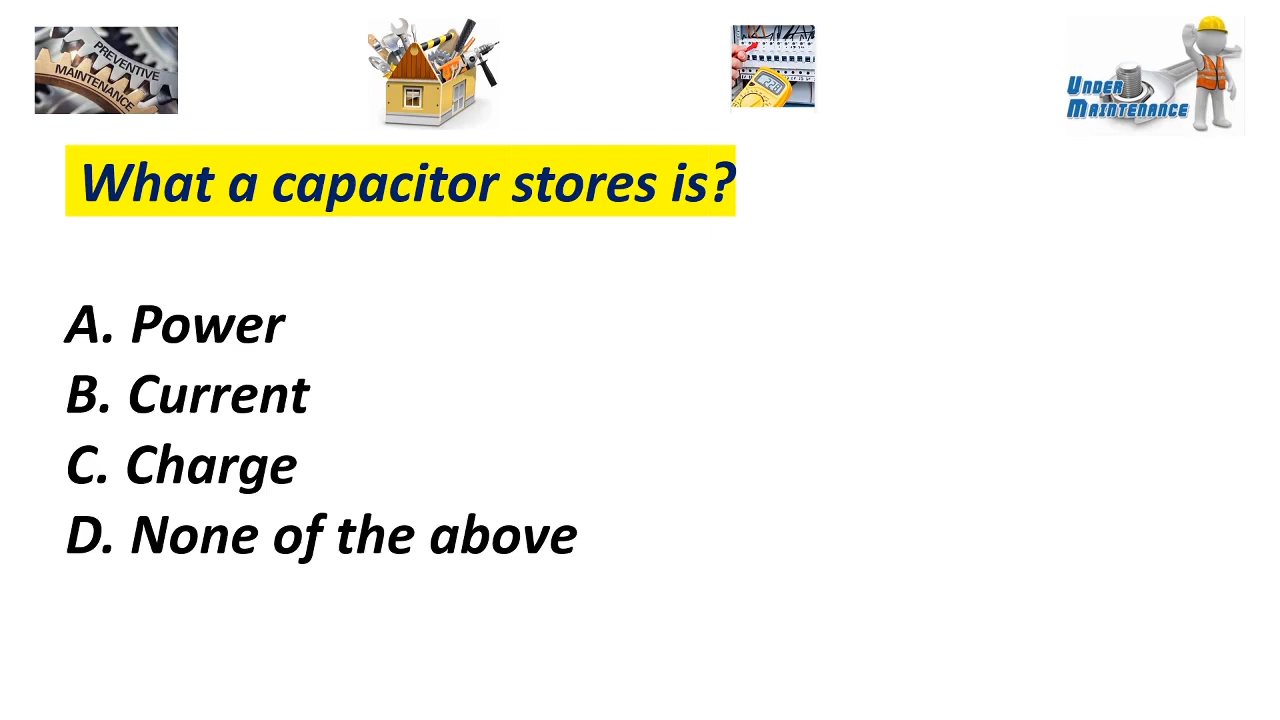 PREVENTIVE
MAINTENANCE
UNDER
MAINTENANCE
What a capacitor stores is?
A. Power
B. Current
C. Charge
D. None of the above